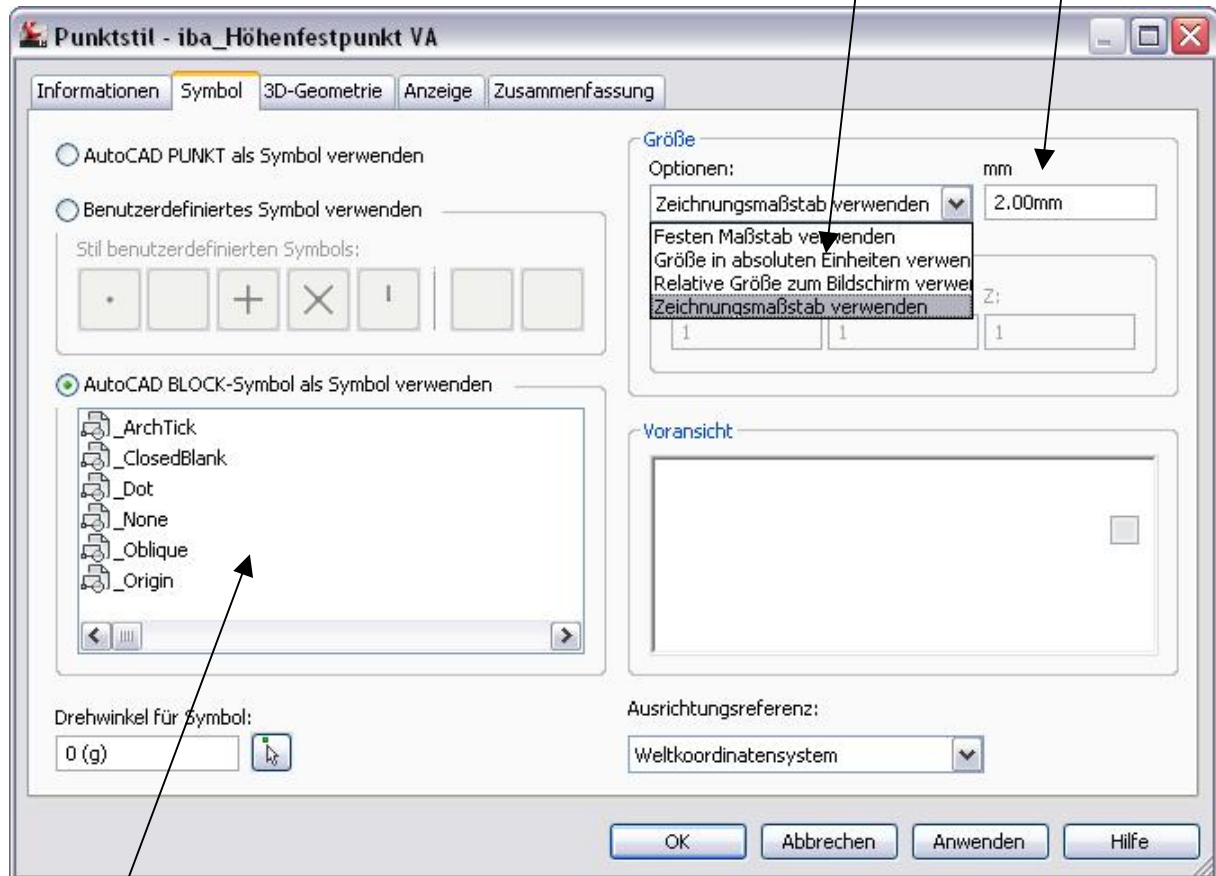 Punktstil - iba_Höhenfestpunkt VA
Informationen Symbol 3D-Geometrie Anzeige Zusammenfassung
AutoCAD PUNKT als Symbol verwenden
Benutzerdefiniertes Symbol verwenden
Stil benutzerdefinierten Symbols:
AutoCAD BLOCK-Symbol als Symbol verwenden
_ArchTick
_ClosedBlank
_Dot
_None
_Oblique
_Origin
Drehwinkel für Symbol:
0 (g)
Größe
Optionen: mm
Zeichnungsmaßstab verwenden 2.00mm
Festen Maßstab verwenden
Größe in absoluten Einheiten verwen
Relative Größe zum Bildschirm verwe
Zeichnungsmaßstab verwenden
Z:
1 1 1
Voransicht
Ausrichtungsreferenz:
Weltkoordinatensystem
OK Abbrechen Anwenden Hilfe